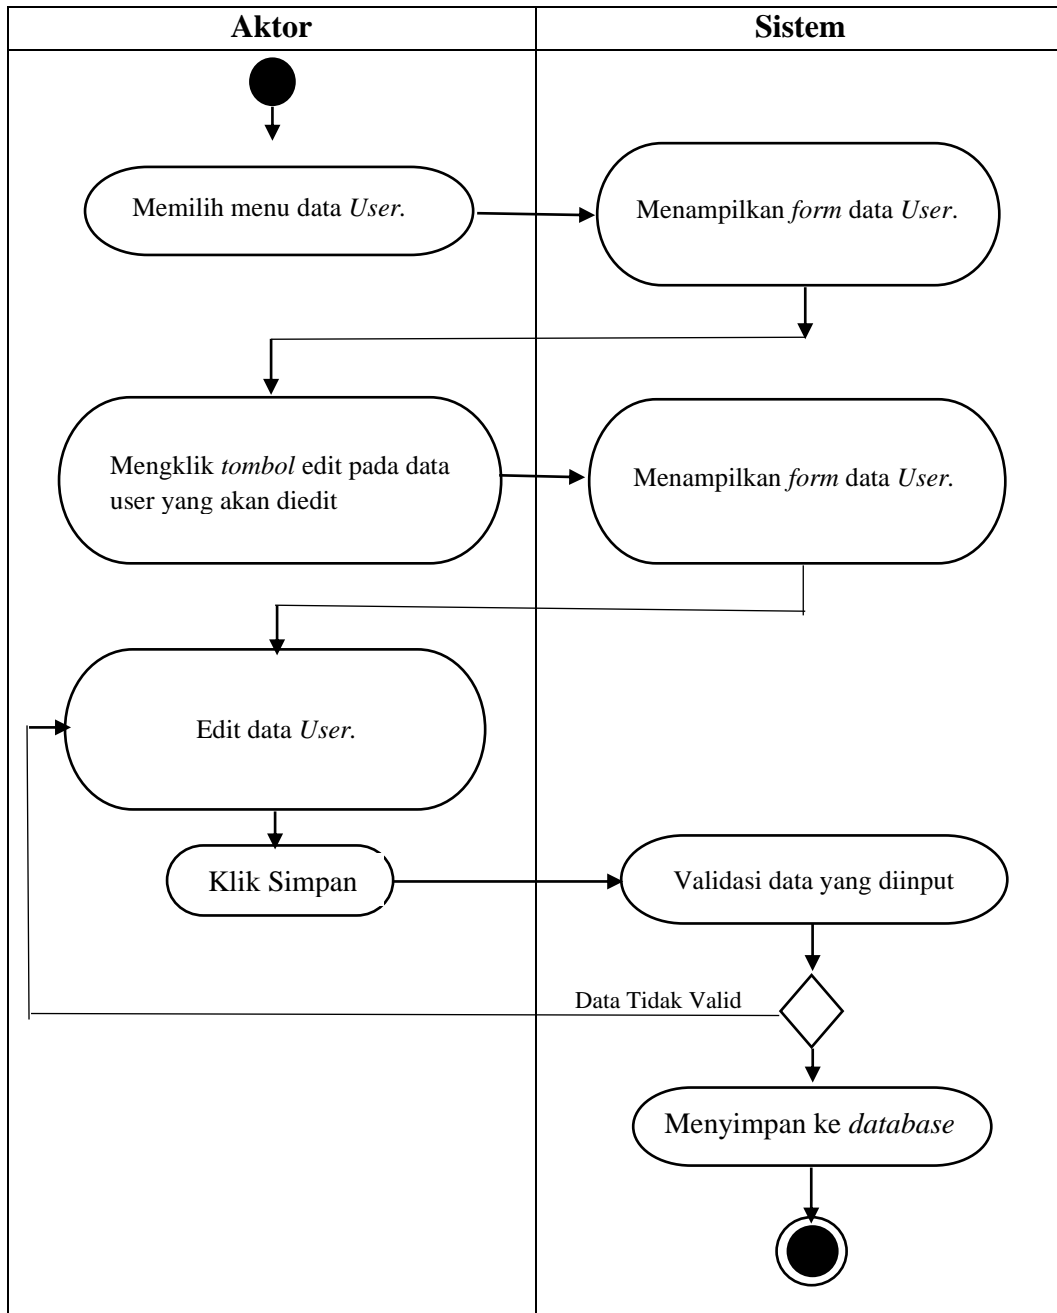 Aktor
Sistem
Memilih menu data User.
Menampilkan form data User.
Mengklik tombol edit pada data
user yang akan diedit
Menampilkan form data User.
Edit data User.
Klik Simpan
Validasi data yang diinput
Data Tidak Valid
Menyimpan ke database